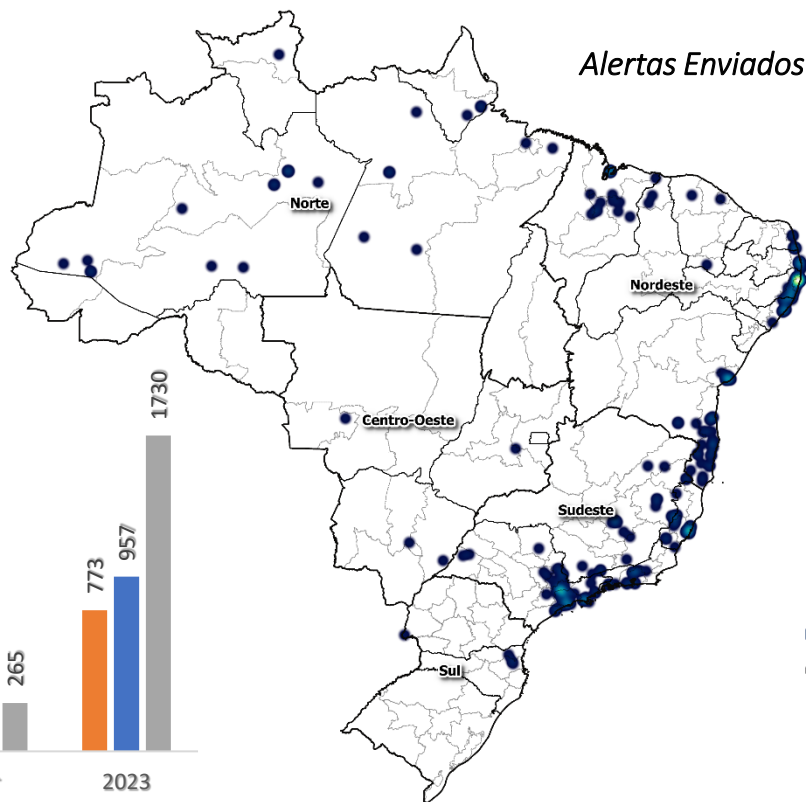 Alertas Enviados
Norte
Nordeste
Centro-Oeste
Sudeste
Sul
265
773
957
1730
2023